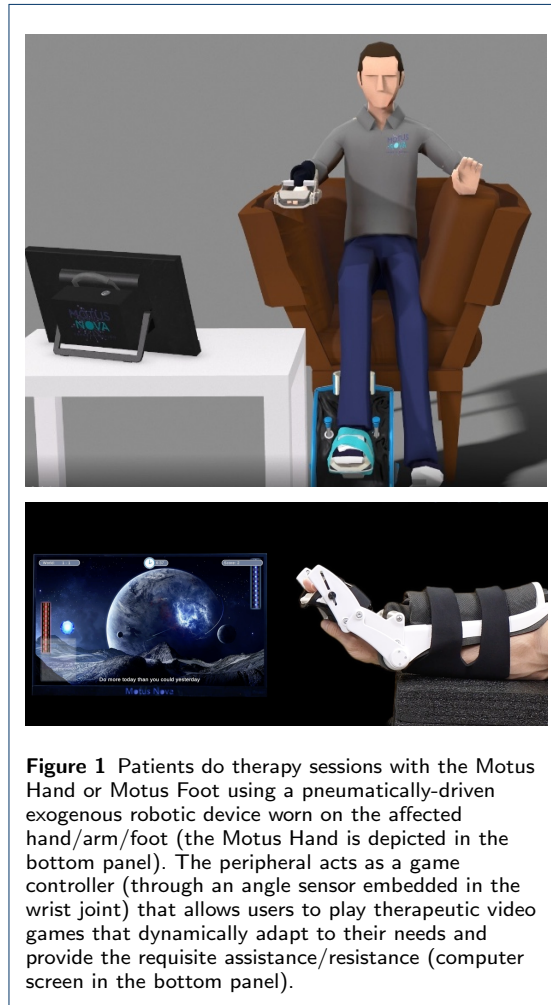 MOTUS
NOVA
MOTUS
NOVA
Do more today than you could yesterday
Motus Nova
Figure 1 Patients do therapy sessions with the Motus
Hand or Motus Foot using a pneumatically-driven
exogenous robotic device worn on the affected
hand/arm/foot (the Motus Hand is depicted in the
bottom panel). The peripheral acts as a game
controller (through an angle sensor embedded in the
wrist joint) that allows users to play therapeutic video
games that dynamically adapt to their needs and
provide the requisite assistance/resistance (computer
screen in the bottom panel).